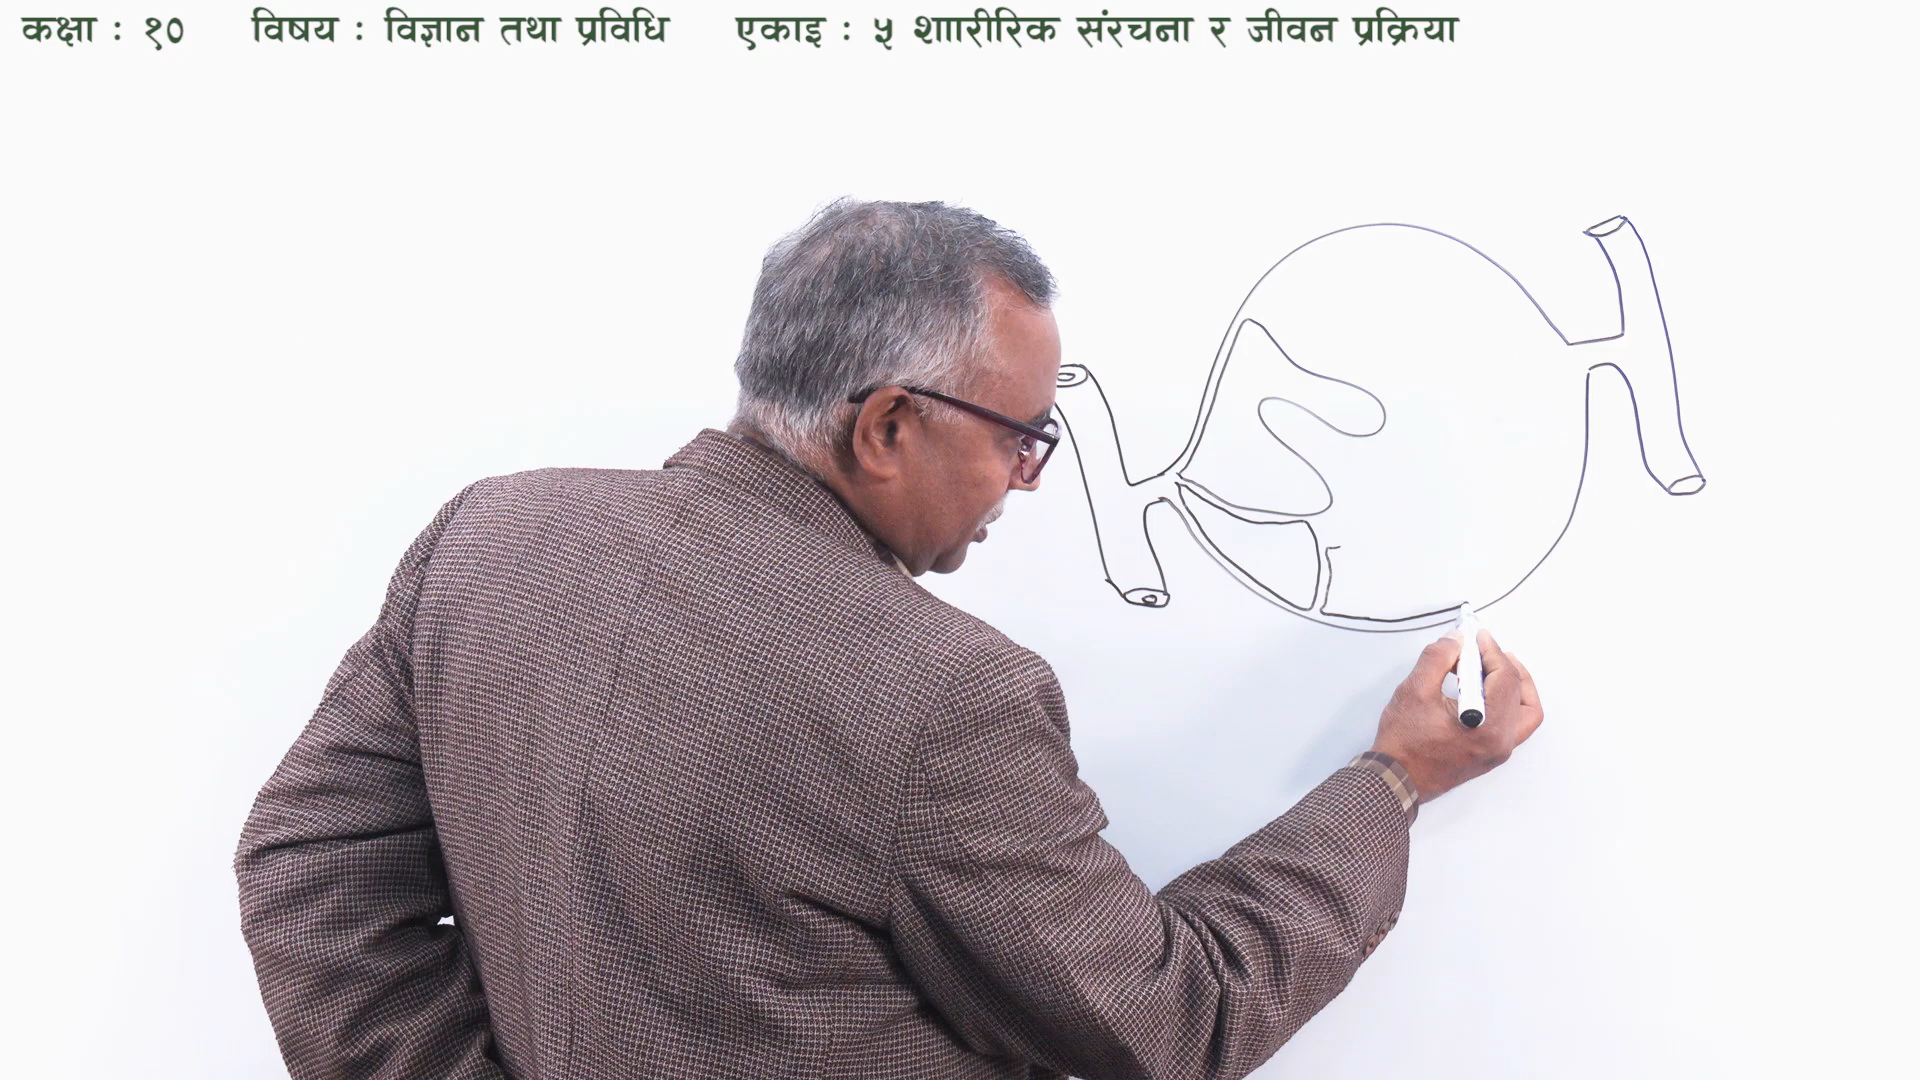 कक्षा : १० विषय : विज्ञान तथा प्रविधि एकाइ : ५ शाारीरिक संरचना र जीवन प्रक्रिया